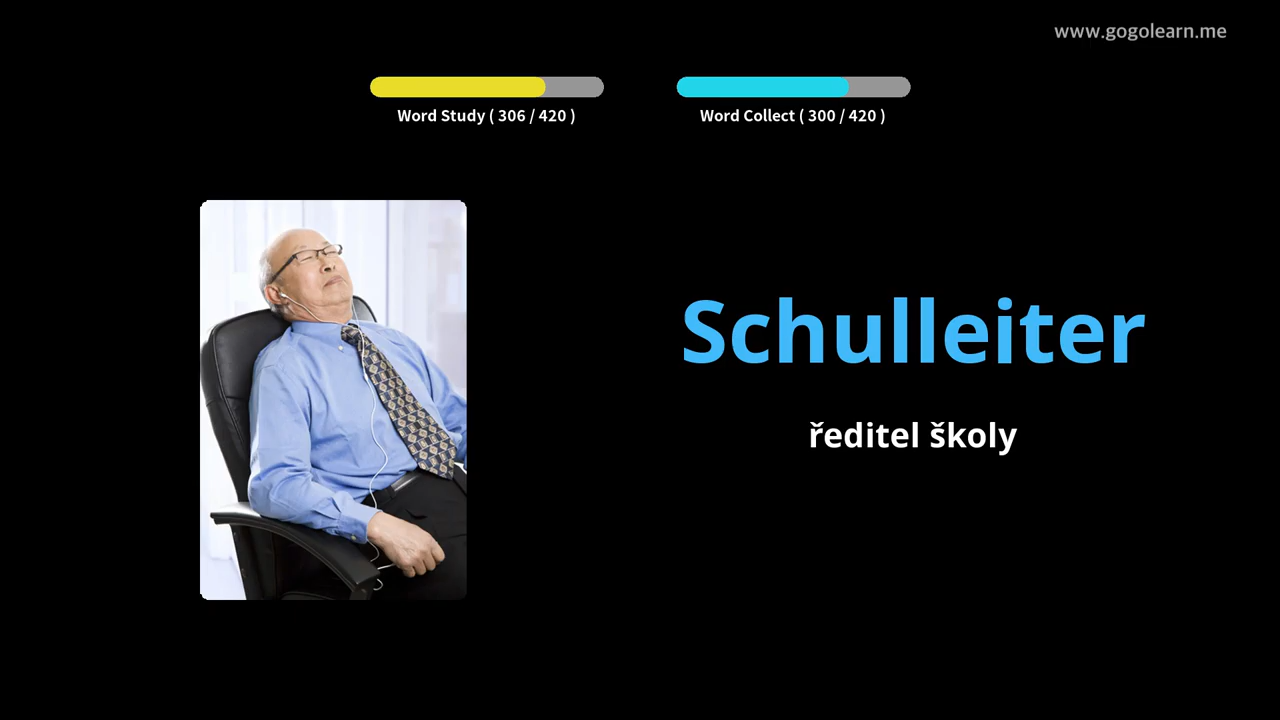 www.gogolearn.me
Word Study ( 306 / 420 )
Word Collect ( 300 / 420 )
Schulleiter
ředitel školy